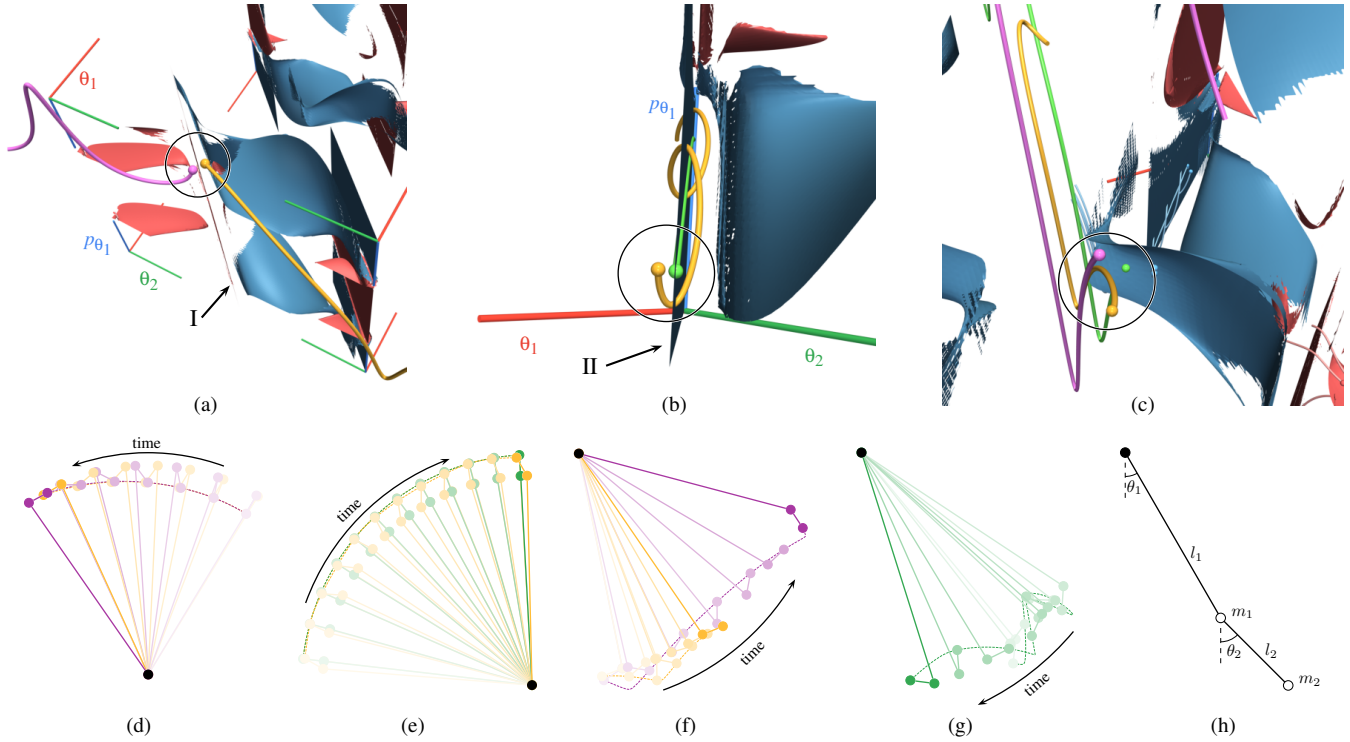 θ1
pθ1
θ2
I
(a)
pθ1
θ1
θ2
II
(b)
(c)
time
(d)
time
(e)
time
(f)
time
(g)
θ1
l1
m1
θ2
l2
m2
(h)